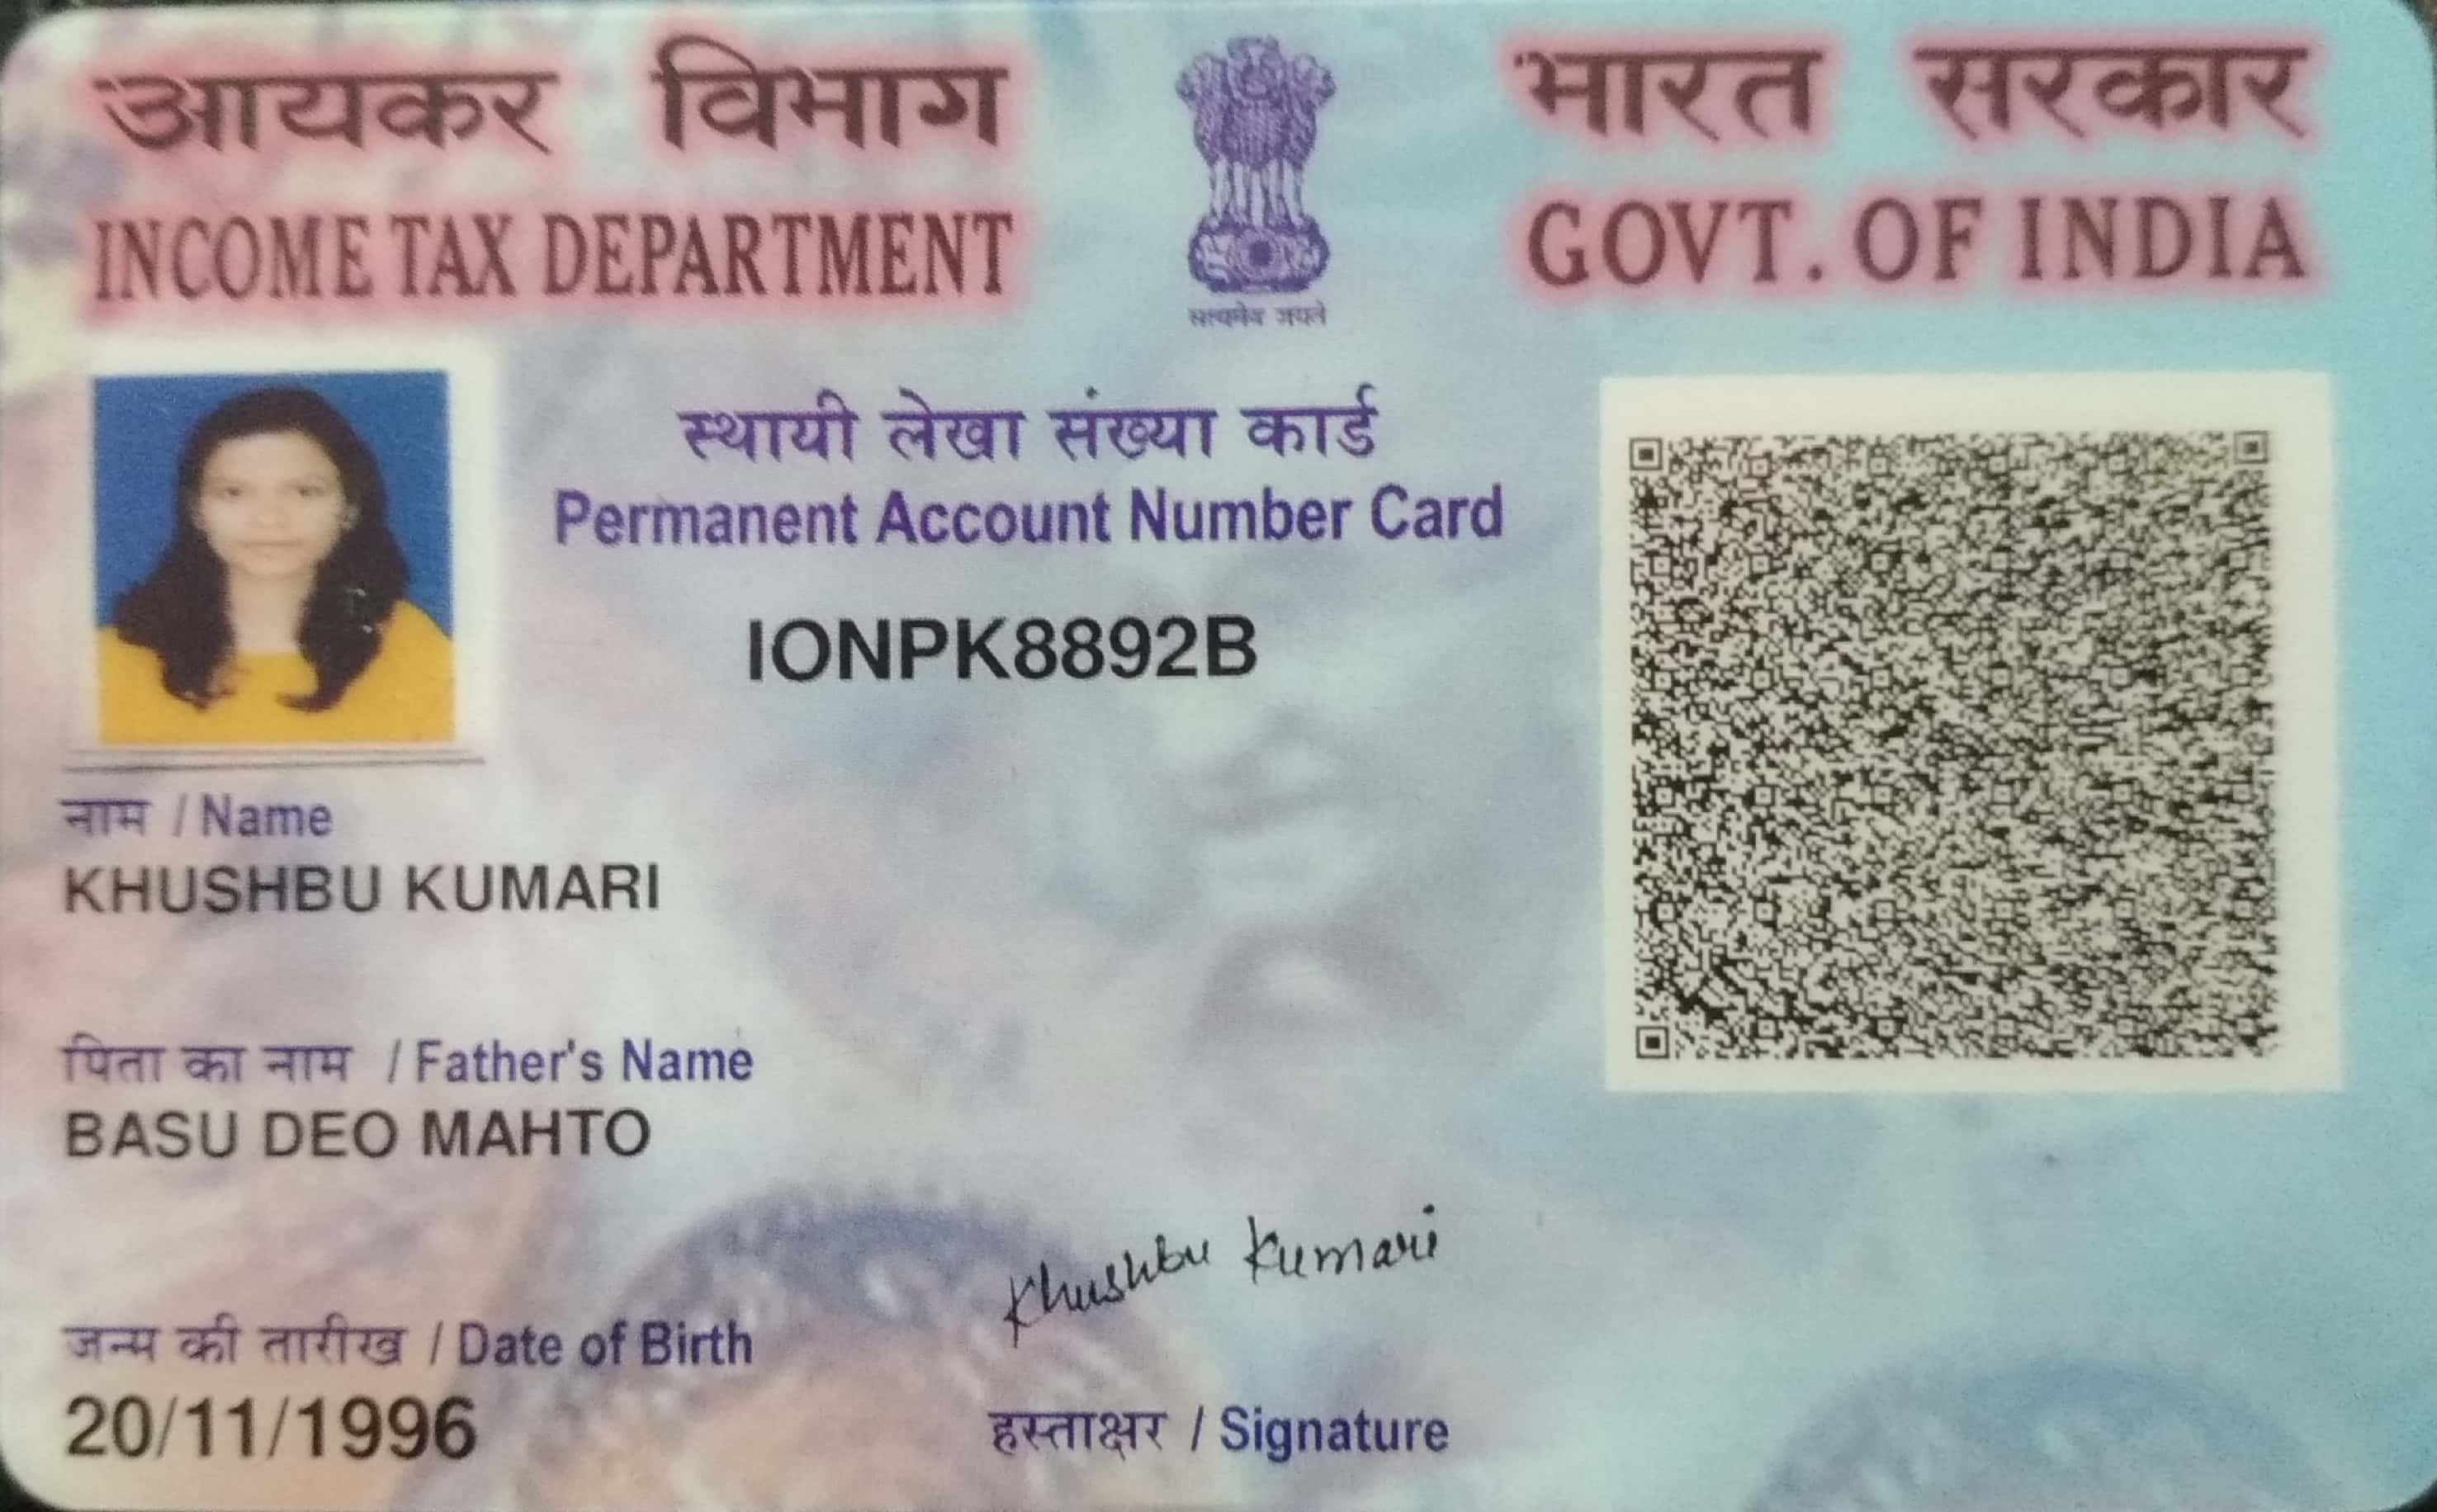 आयकर विभाग
INCOME TAX DEPARTMENT
सत्यमेव जयते
भारत सरकार
GOVT. OF INDIA
स्थायी लेखा संख्या कार्ड
Permanent Account Number Card
IONPK8892B
नाम / Name
KHUSHBU KUMARI
पिता का नाम / Father's Name
BASU DEO MAHTO
जन्म की तारीख / Date of Birth
20/11/1996
Khushbu Kumari
हस्ताक्षर / Signature